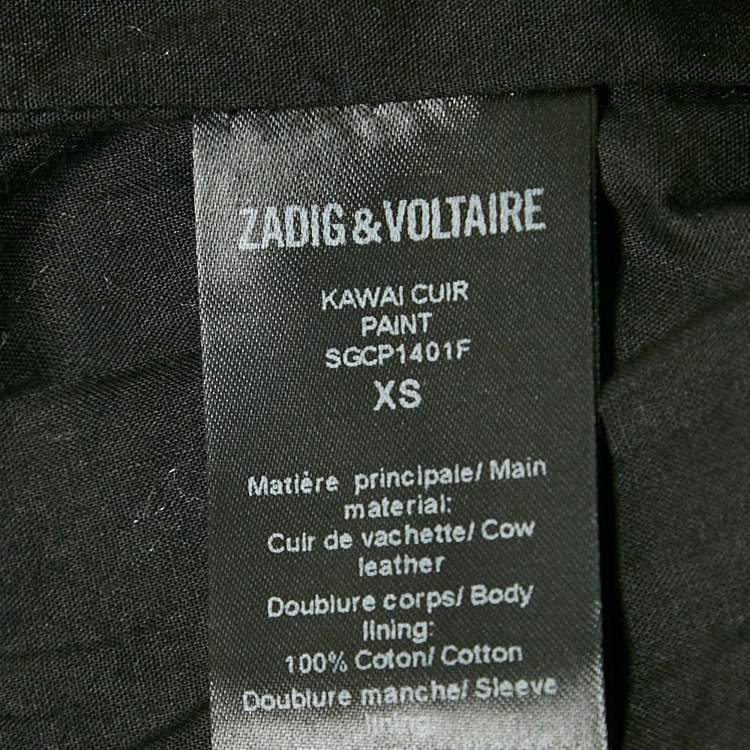 ZADIG & VOLTAIRE
KAWAI CUIR
PAINT
SGCP1401F
XS
Matière principale/ Main
material:
Cuir de vachette/ Cow
leather
Doublure corps/ Body
lining:
100% Coton/ Cotton
Doublure manche/ Sleeve
lining: